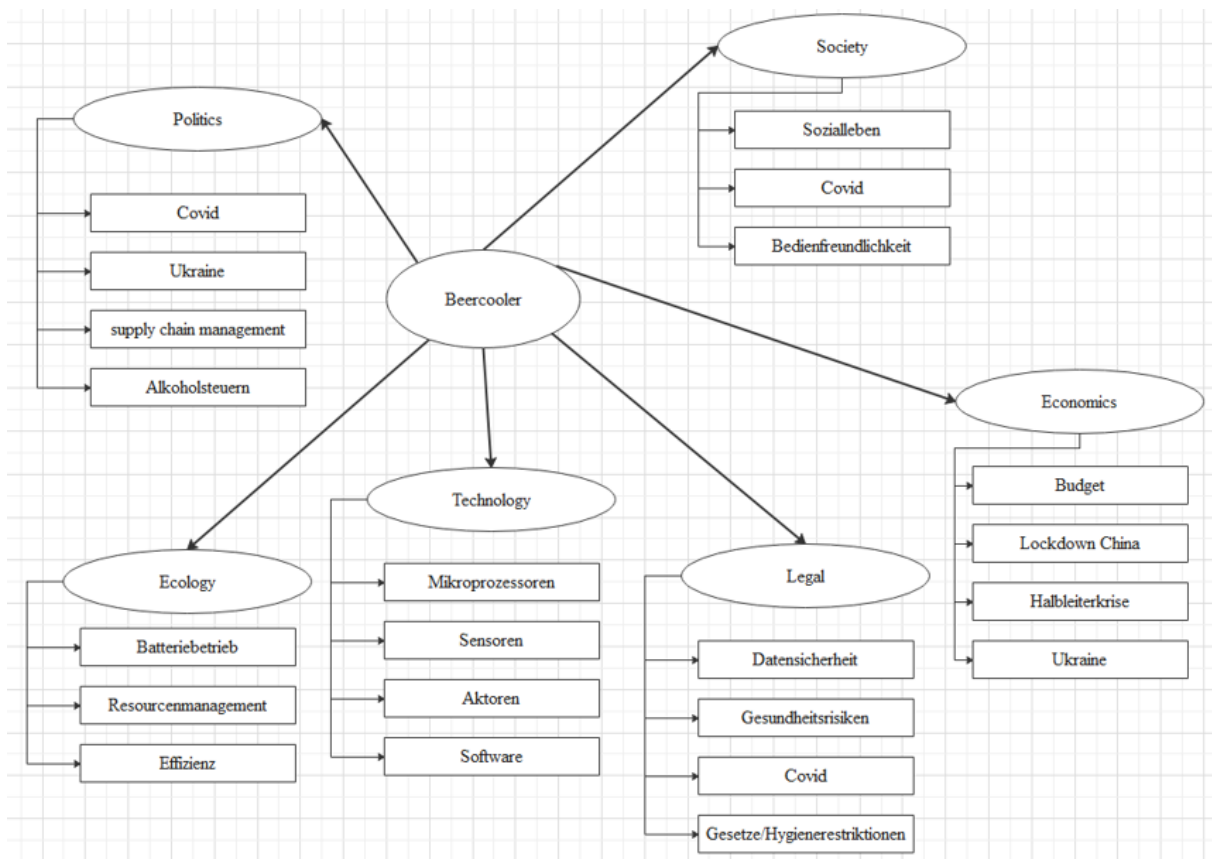 Society
Sozialleben
Covid
Bedienfreundlichkeit
Politics
Covid
Ukraine
supply chain management
Alkoholsteuern
Beercooler
Economics
Budget
Lockdown China
Halbleiterkrise
Ukraine
Technology
Mikroprozessoren
Sensoren
Aktoren
Software
Ecology
Batteriebetrieb
Resourcenmanagement
Effizienz
Legal
Datensicherheit
Gesundheitsrisiken
Covid
Gesetze/Hygienerestriktionen